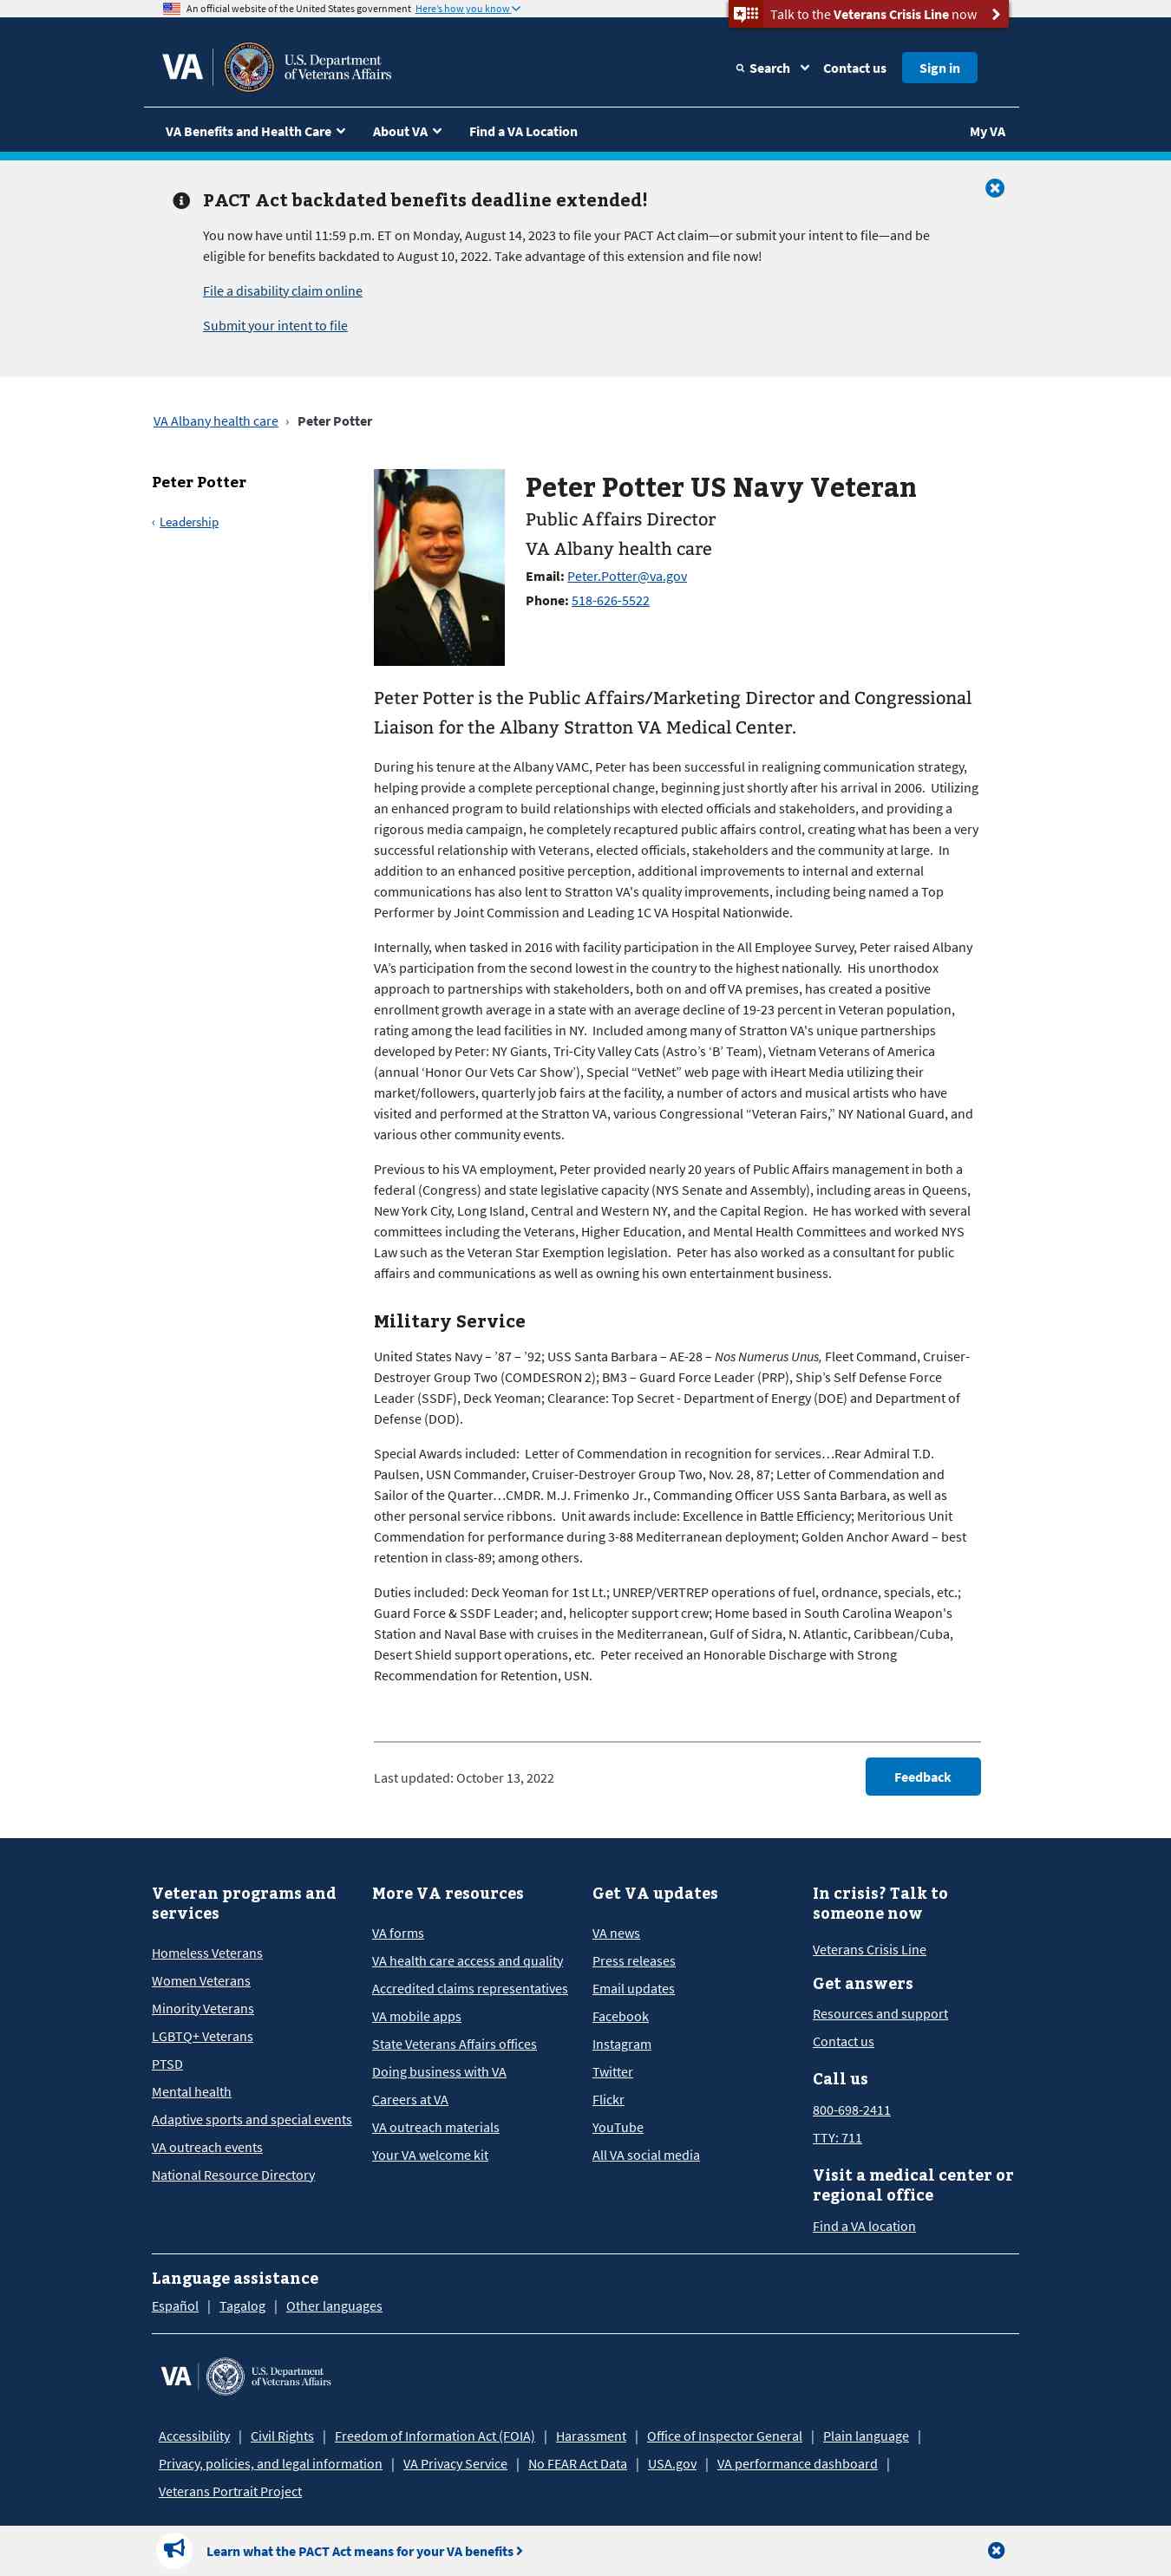 An official website of the United States government Here's how you know
Talk to the Veterans Crisis Line now
VA
U.S. Department
of Veterans Affairs
Search
Contact us
Sign in
VA Benefits and Health Care
About VA
Find a VA Location
My VA
PACT Act backdated benefits deadline extended!
You now have until 11:59 p.m. ET on Monday, August 14, 2023 to file your PACT Act claim—or submit your intent to file—and be
eligible for benefits backdated to August 10, 2022. Take advantage of this extension and file now!
File a disability claim online
Submit your intent to file
VA Albany health care › Peter Potter
Peter Potter
‹ Leadership
Peter Potter US Navy Veteran
Public Affairs Director
VA Albany health care
Email: Peter.Potter@va.gov
Phone: 518-626-5522
Peter Potter is the Public Affairs/Marketing Director and Congressional
Liaison for the Albany Stratton VA Medical Center.
During his tenure at the Albany VAMC, Peter has been successful in realigning communication strategy,
helping provide a complete perceptional change, beginning just shortly after his arrival in 2006.  Utilizing
an enhanced program to build relationships with elected officials and stakeholders, and providing a
rigorous media campaign, he completely recaptured public affairs control, creating what has been a very
successful relationship with Veterans, elected officials, stakeholders and the community at large.  In
addition to an enhanced positive perception, additional improvements to internal and external
communications has also lent to Stratton VA's quality improvements, including being named a Top
Performer by Joint Commission and Leading 1C VA Hospital Nationwide.
Internally, when tasked in 2016 with facility participation in the All Employee Survey, Peter raised Albany
VA’s participation from the second lowest in the country to the highest nationally.  His unorthodox
approach to partnerships with stakeholders, both on and off VA premises, has created a positive
enrollment growth average in a state with an average decline of 19-23 percent in Veteran population,
rating among the lead facilities in NY.  Included among many of Stratton VA's unique partnerships
developed by Peter: NY Giants, Tri-City Valley Cats (Astro’s ‘B’ Team), Vietnam Veterans of America
(annual ‘Honor Our Vets Car Show’), Special “VetNet” web page with iHeart Media utilizing their
market/followers, quarterly job fairs at the facility, a number of actors and musical artists who have
visited and performed at the Stratton VA, various Congressional “Veteran Fairs,” NY National Guard, and
various other community events.
Previous to his VA employment, Peter provided nearly 20 years of Public Affairs management in both a
federal (Congress) and state legislative capacity (NYS Senate and Assembly), including areas in Queens,
New York City, Long Island, Central and Western NY, and the Capital Region.  He has worked with several
committees including the Veterans, Higher Education, and Mental Health Committees and worked NYS
Law such as the Veteran Star Exemption legislation.  Peter has also worked as a consultant for public
affairs and communications as well as owning his own entertainment business.
Military Service
United States Navy – ’87 – ’92; USS Santa Barbara – AE-28 – Nos Numerus Unus, Fleet Command, Cruiser-
Destroyer Group Two (COMDESRON 2); BM3 – Guard Force Leader (PRP), Ship’s Self Defense Force
Leader (SSDF), Deck Yeoman; Clearance: Top Secret - Department of Energy (DOE) and Department of
Defense (DOD).
Special Awards included:  Letter of Commendation in recognition for services…Rear Admiral T.D.
Paulsen, USN Commander, Cruiser-Destroyer Group Two, Nov. 28, 87; Letter of Commendation and
Sailor of the Quarter…CMDR. M.J. Frimenko Jr., Commanding Officer USS Santa Barbara, as well as
other personal service ribbons.  Unit awards include: Excellence in Battle Efficiency; Meritorious Unit
Commendation for performance during 3-88 Mediterranean deployment; Golden Anchor Award – best
retention in class-89; among others.
Duties included: Deck Yeoman for 1st Lt.; UNREP/VERTREP operations of fuel, ordnance, specials, etc.;
Guard Force & SSDF Leader; and, helicopter support crew; Home based in South Carolina Weapon's
Station and Naval Base with cruises in the Mediterranean, Gulf of Sidra, N. Atlantic, Caribbean/Cuba,
Desert Shield support operations, etc.  Peter received an Honorable Discharge with Strong
Recommendation for Retention, USN.
Last updated: October 13, 2022
Feedback
Veteran programs and
services
Homeless Veterans
Women Veterans
Minority Veterans
LGBTQ+ Veterans
PTSD
Mental health
Adaptive sports and special events
VA outreach events
National Resource Directory
More VA resources
VA forms
VA health care access and quality
Accredited claims representatives
VA mobile apps
State Veterans Affairs offices
Doing business with VA
Careers at VA
VA outreach materials
Your VA welcome kit
Get VA updates
VA news
Press releases
Email updates
Facebook
Instagram
Twitter
Flickr
YouTube
All VA social media
In crisis? Talk to
someone now
Veterans Crisis Line
Get answers
Resources and support
Contact us
Call us
800-698-2411
TTY: 711
Visit a medical center or
regional office
Find a VA location
Language assistance
Español | Tagalog | Other languages
VA
U.S. Department
of Veterans Affairs
Accessibility | Civil Rights | Freedom of Information Act (FOIA) | Harassment | Office of Inspector General | Plain language |
Privacy, policies, and legal information | VA Privacy Service | No FEAR Act Data | USA.gov | VA performance dashboard |
Veterans Portrait Project
Learn what the PACT Act means for your VA benefits